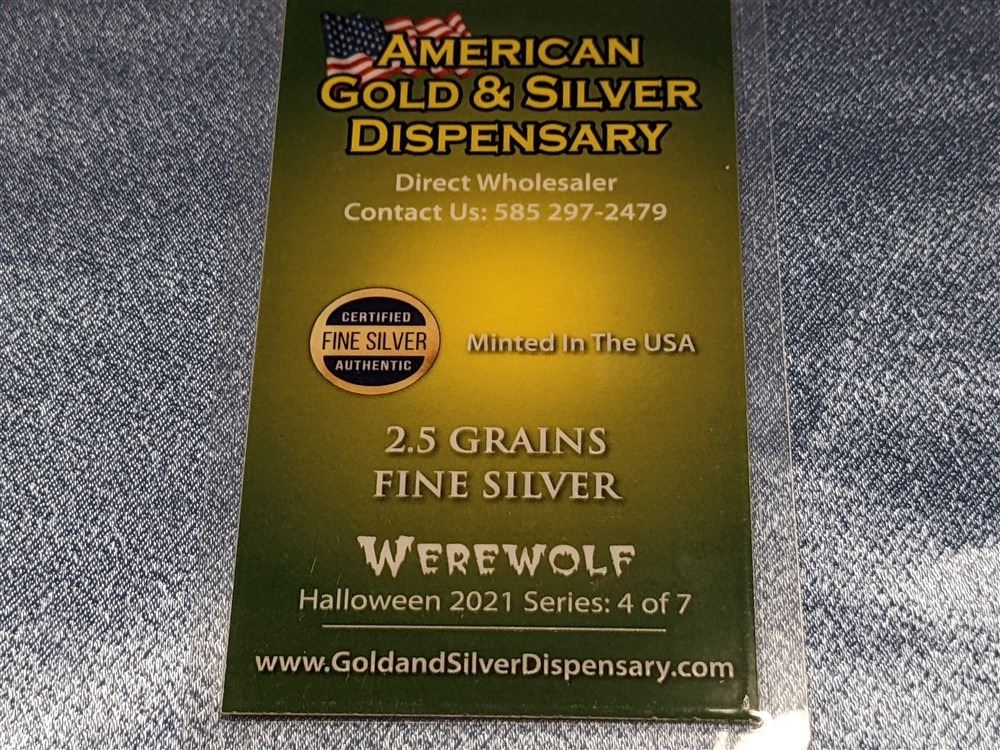 AMERICAN
GOLD & SILVER
DISPENSARY
Direct Wholesaler
Contact Us: 585 297-2479
CERTIFIED
FINE SILVER
AUTHENTIC
Minted In The USA
2.5 GRAINS
FINE SILVER
WEREWOLF
Halloween 2021 Series: 4 of 7
www.GoldandSilverDispensary.com